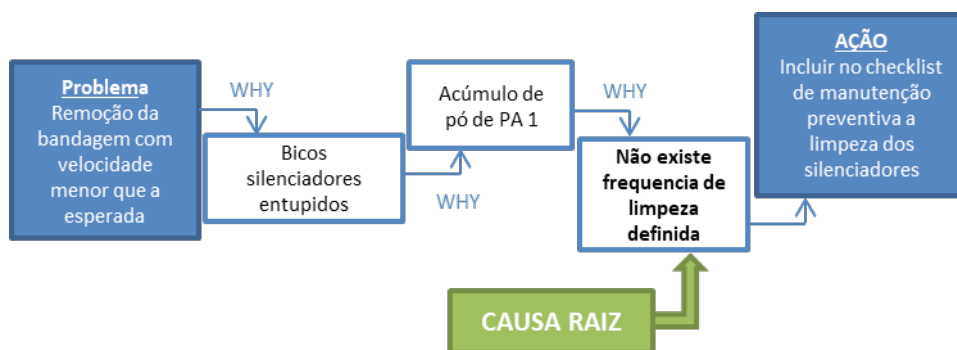 Problema
Remoção da
bandagem com
velocidade
menor que a
esperada
WHY
Bicos
silenciadores
entupidos
WHY
Acúmulo de
pó de PA 1
WHY
Não existe
frequencia de
limpeza
definida
CAUSA RAIZ
AÇÃO
Incluir no checklist
de manutenção
preventiva a
limpeza dos
silenciadores